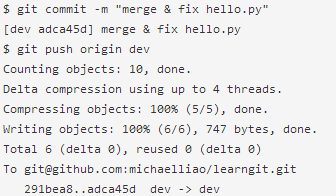 $ git commit -m "merge & fix hello.py"
[dev adca45d] merge & fix hello.py
$ git push origin dev
Counting objects: 10, done.
Delta compression using up to 4 threads.
Compressing objects: 100% (5/5), done.
Writing objects: 100% (6/6), 747 bytes, done.
Total 6 (delta 0), reused 0 (delta 0)
To git@github.com:michaelliao/learngit.git
   291bea8..adca45d  dev -> dev